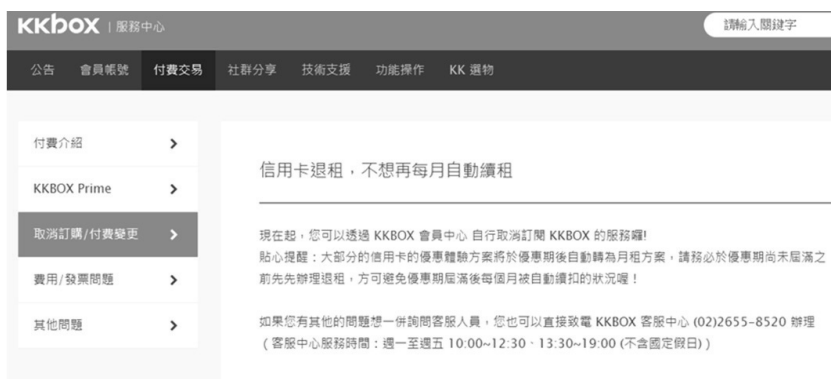 KKBOX | 服務中心
請輸入關鍵字
公告 會員帳號 付費交易 社群分享 技術支援 功能操作 KK 選物
付費介紹
KKBOX Prime
取消訂購/付費變更
費用/發票問題
其他問題
信用卡退租，不想再每月自動續租
現在起，您可以透過 KKBOX 會員中心 自行取消訂閱 KKBOX 的服務囉!
貼心提醒：大部分的信用卡的優惠體驗方案將於優惠期後自動轉為月租方案，請務必於優惠期尚未屆滿之
前先先辦理退租，方可避免優惠期屆滿後每個月被自動續扣的狀況喔！
如果您有其他的問題想一併詢問客服人員，您也可以直接致電 KKBOX 客服中心 (02)2655-8520 辦理
（客服中心服務時間：週一至週五 10:00~12:30、13:30~19:00 (不含國定假日)）